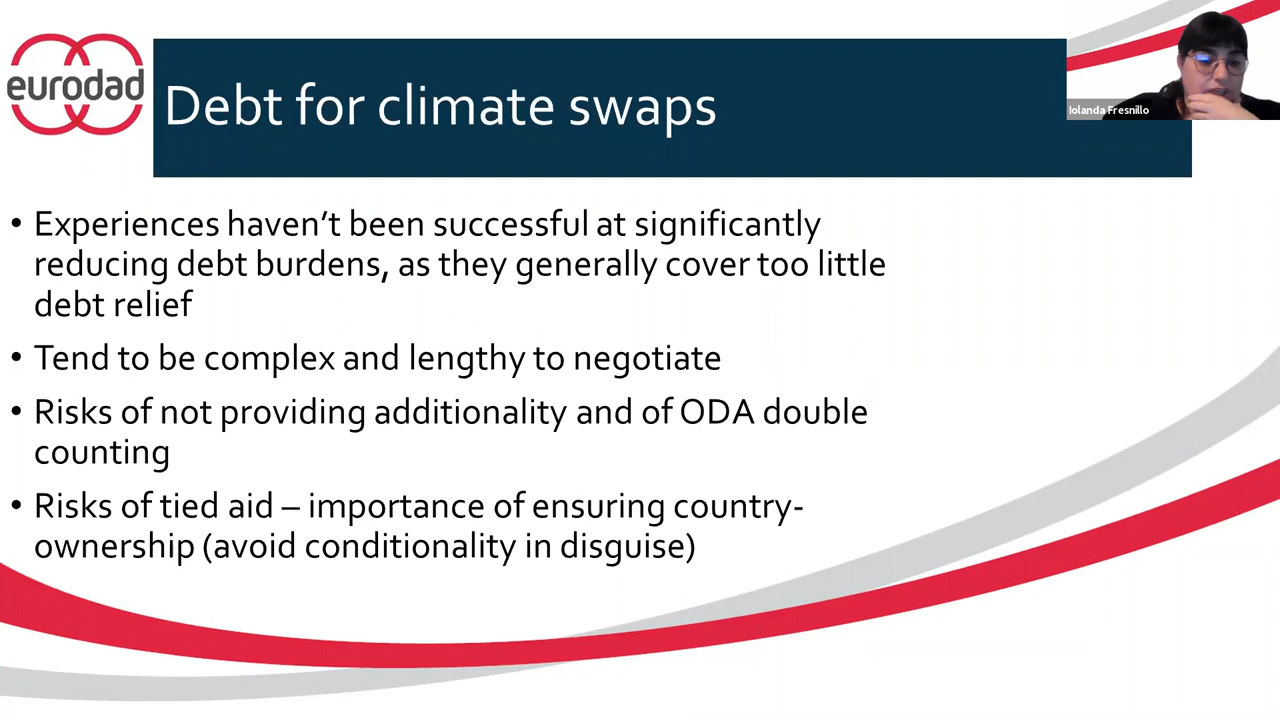 eurodad
Debt for climate swaps
Iolanda Fresnillo
• Experiences haven’t been successful at significantly
reducing debt burdens, as they generally cover too little
debt relief
• Tend to be complex and lengthy to negotiate
• Risks of not providing additionality and of ODA double
counting
• Risks of tied aid – importance of ensuring country-
ownership (avoid conditionality in disguise)